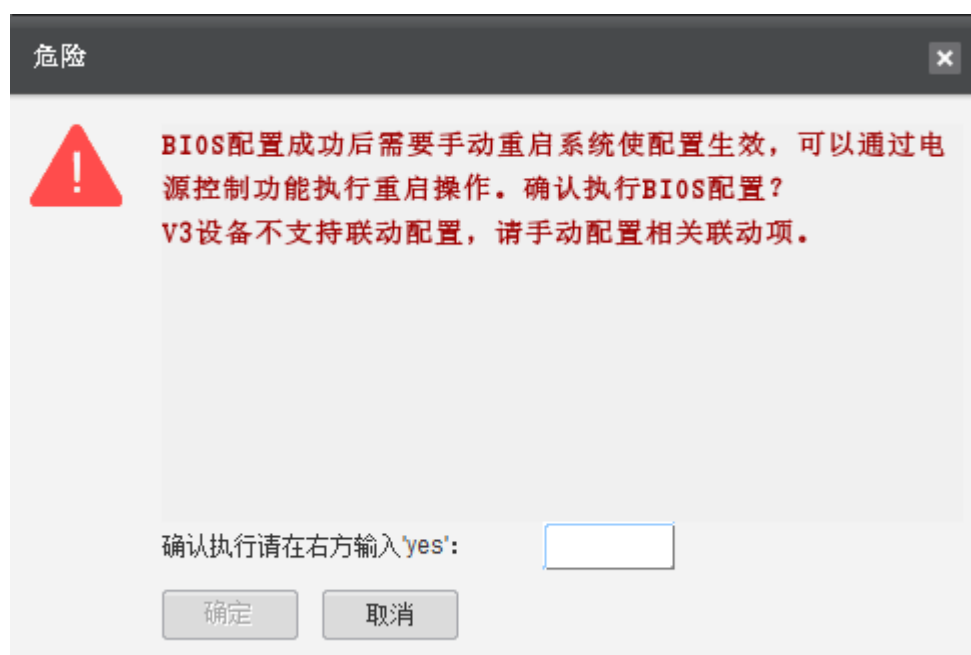 危险
BIOS配置成功后需要手动重启系统使配置生效，可以通过电
源控制功能执行重启操作。确认执行BIOS配置？
V3设备不支持联动配置，请手动配置相关联动项。
确认执行请在右方输入'yes':
确定 取消